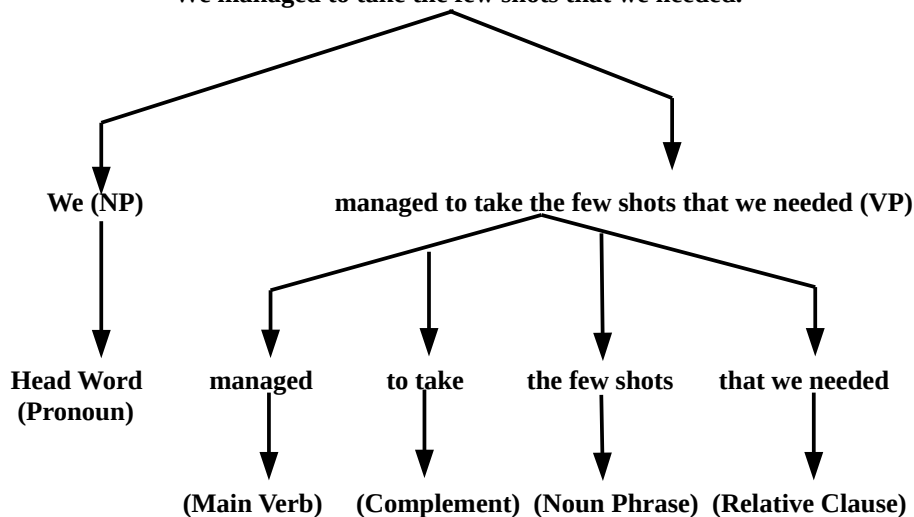 We managed to take the few shots that we needed.
We (NP)
managed to take the few shots that we needed (VP)
Head Word
(Pronoun)
managed
to take
the few shots
that we needed
(Main Verb)
(Complement)
(Noun Phrase)
(Relative Clause)